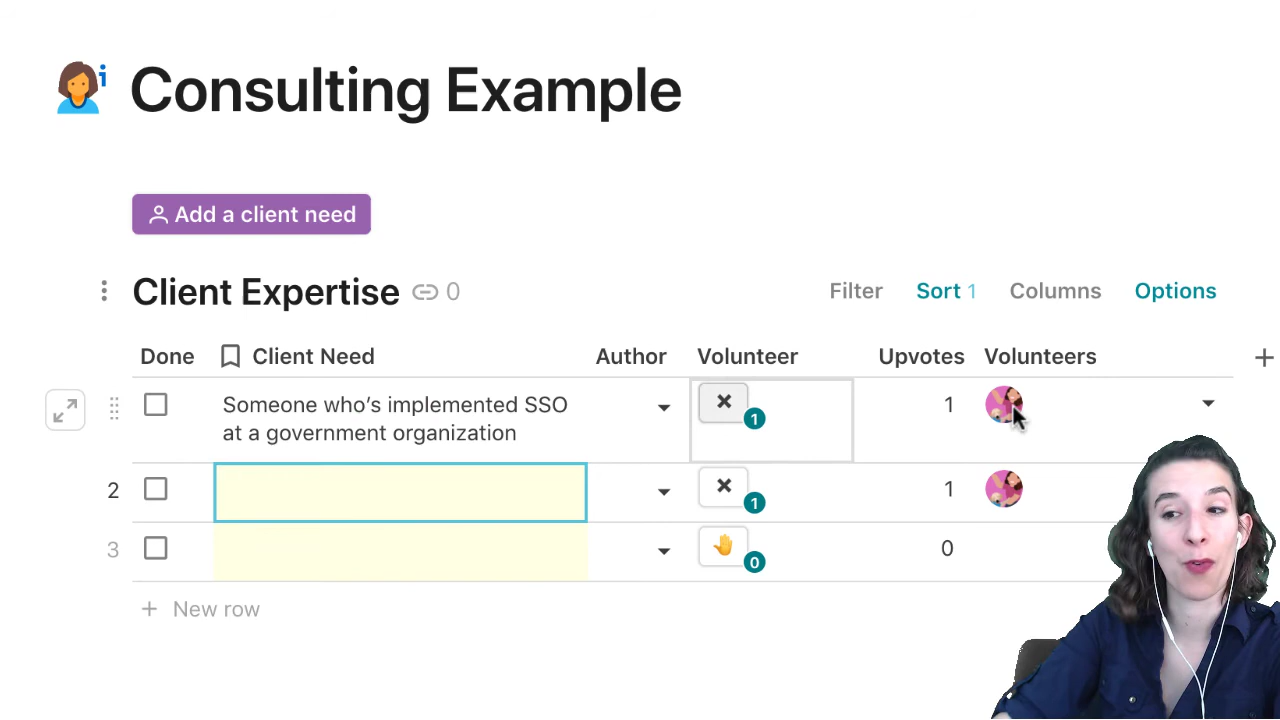 Consulting Example
Add a client need
Client Expertise 0
Filter Sort 1 Columns Options
Done Client Need Author Volunteer Upvotes Volunteers +
Someone who's implemented SSO 1 1
at a government organization
2 1 1
3 0 0
+ New row